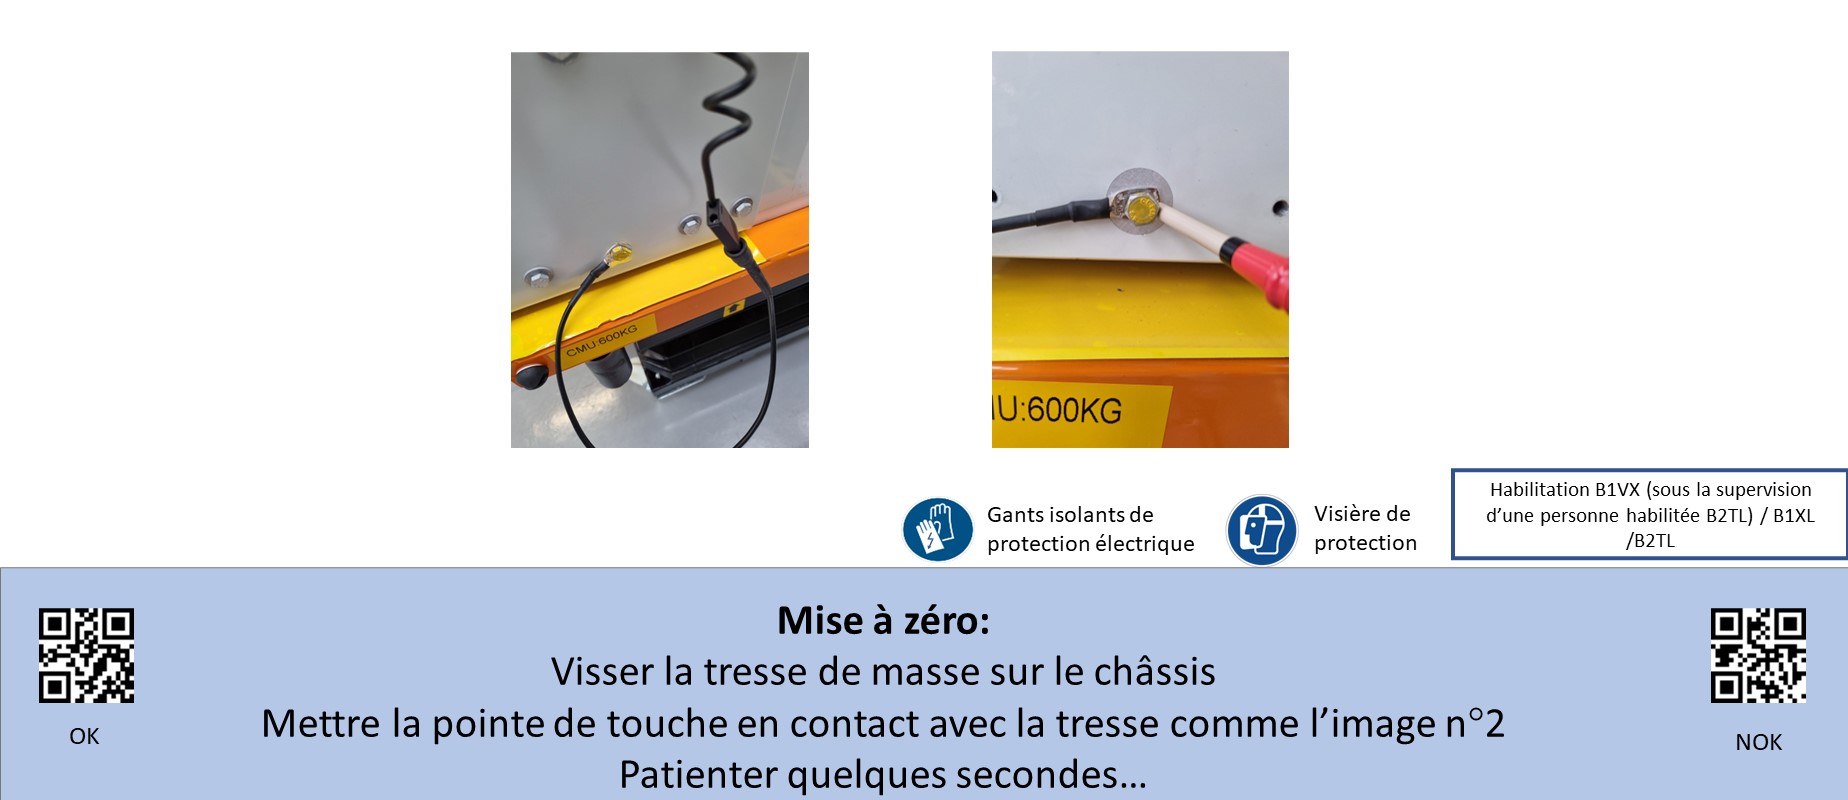 CMU:600KG
MU:600KG
Gants isolants de
protection électrique
Visière de
protection
Habilitation B1VX (sous la supervision
d’une personne habilitée B2TL) / B1XL
/B2TL
Mise à zéro:
Visser la tresse de masse sur le châssis
Mettre la pointe de touche en contact avec la tresse comme l’image n°2
Patienter quelques secondes…
OK
NOK